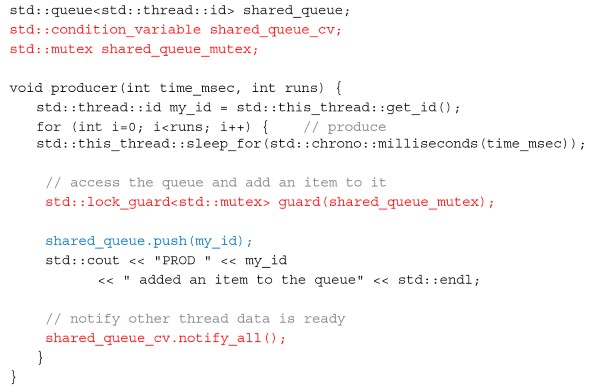 std::queue<std::thread::id> shared_queue;
std::condition_variable shared_queue_cv;
std::mutex shared_queue_mutex;

void producer(int time_msec, int runs) {
   std::thread::id my_id = std::this_thread::get_id();
   for (int i=0; i<runs; i++) {    // produce
   std::this_thread::sleep_for(std::chrono::milliseconds(time_msec));

    // access the queue and add an item to it
    std::lock_guard<std::mutex> guard(shared_queue_mutex);

    shared_queue.push(my_id);
    std::cout << "PROD " << my_id
          << " added an item to the queue" << std::endl;

    // notify other thread data is ready
    shared_queue_cv.notify_all();
   }
}